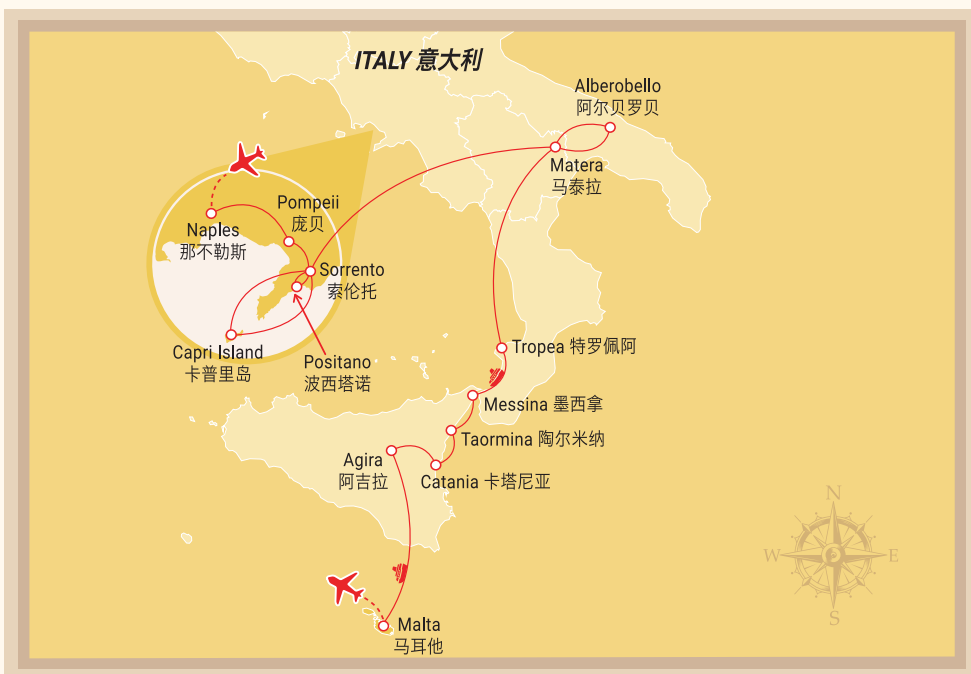 ITALY 意大利
Alberobello
阿尔贝罗贝
Matera
马泰拉
Pompeii
庞贝
Naples
那不勒斯
Sorrento
索伦托
Capri Island
卡普里岛
Positano
波西塔诺
Tropea 特罗佩阿
Messina 墨西拿
Taormina 陶尔米纳
Agira
阿吉拉
Catania 卡塔尼亚
Malta
马耳他
N
W
E
S